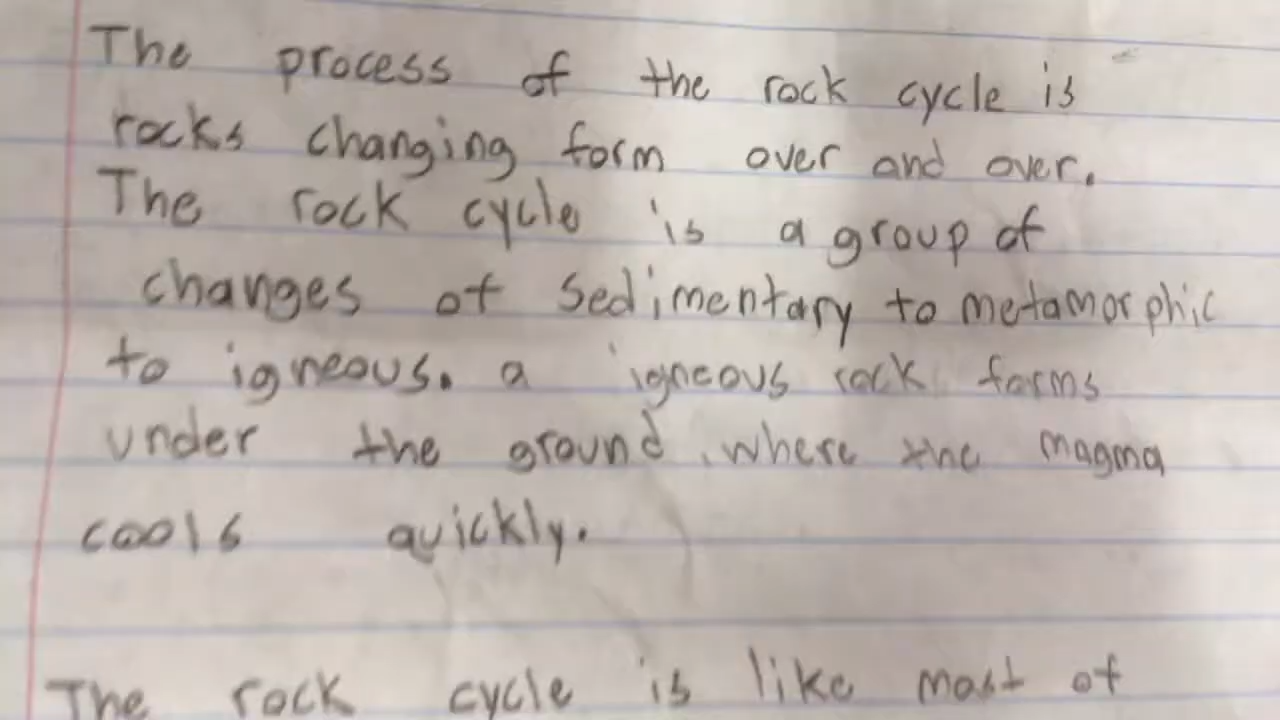 The process of the rock cycle is
rocks changing form over and over.
The rock cycle is a group of
changes of sedimentary to metamorphic
to igneous. a igneous rock forms
under the ground where the magma
cools quickly.
The rock cycle is like most of